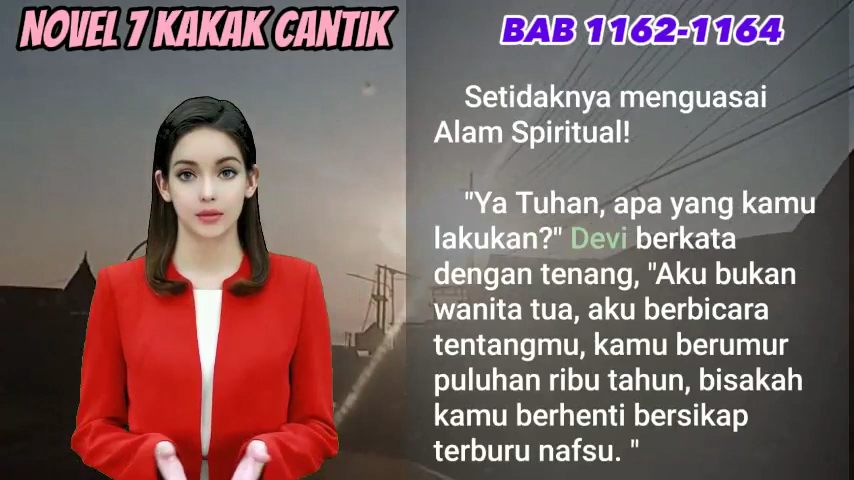 NOVEL 7 KAKAK CANTIK
BAB 1162-1164
Setidaknya menguasai
Alam Spiritual!
"Ya Tuhan, apa yang kamu
lakukan?" Devi berkata
dengan tenang, "Aku bukan
wanita tua, aku berbicara
tentangmu, kamu berumur
puluhan ribu tahun, bisakah
kamu berhenti bersikap
terburu nafsu. "